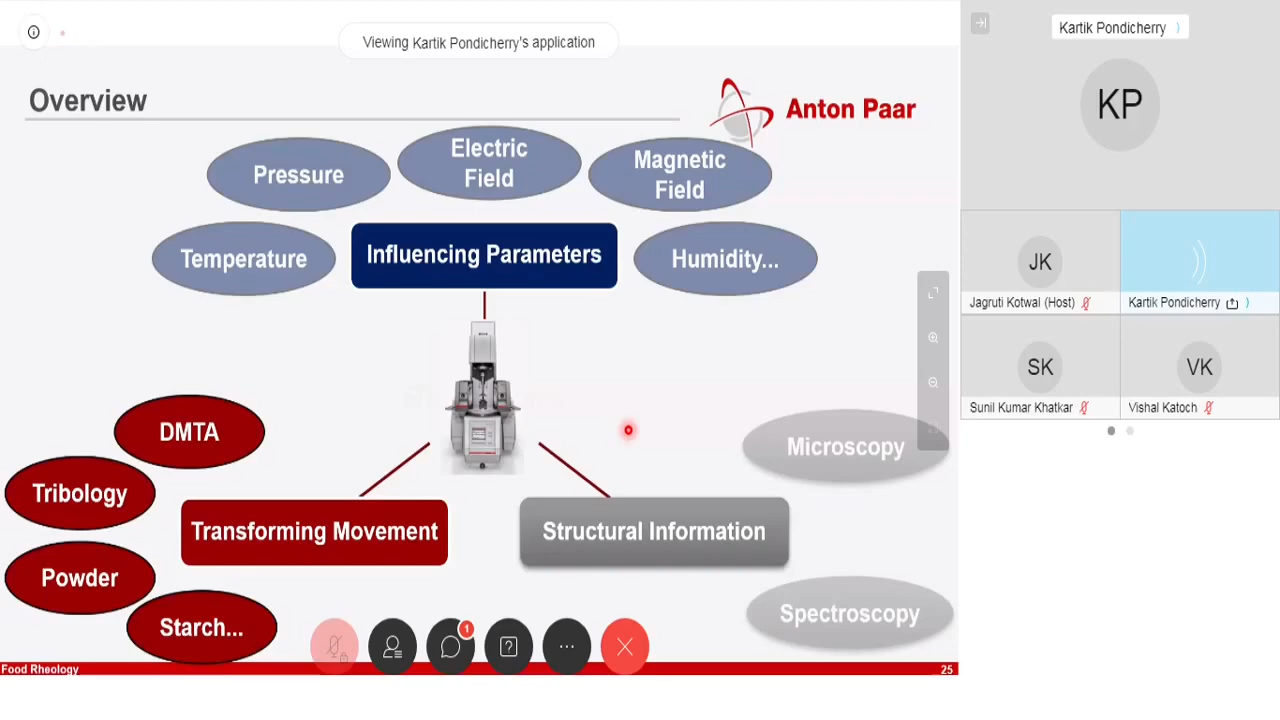 Viewing Kartik Pondicherry's application
Kartik Pondicherry
KP
Overview
Anton Paar
Pressure
Electric
Field
Magnetic
Field
Temperature
Influencing Parameters
Humidity...
JK
Jagruti Kotwal (Host)
Kartik Pondicherry
SK
Sunil Kumar Khatkar
VK
Vishal Katoch
DMTA
Tribology
Transforming Movement
Powder
Starch...
Structural Information
Microscopy
Spectroscopy
1
?
Food Rheology
25